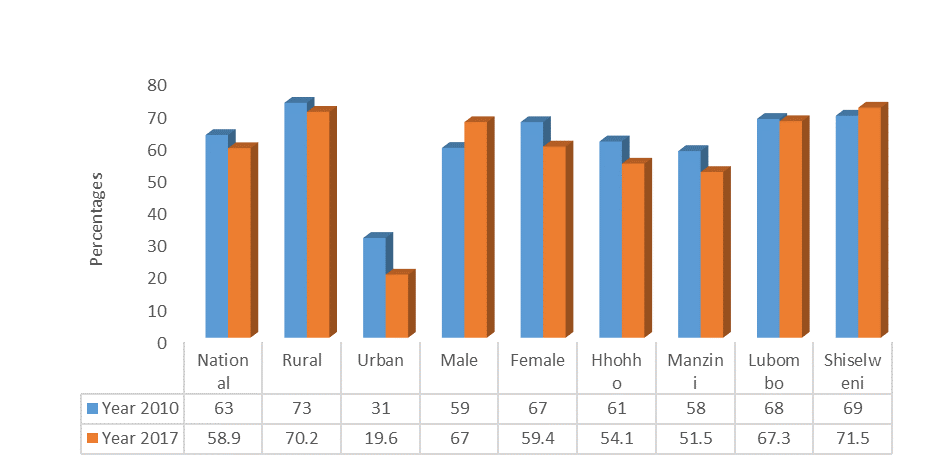 80
70
60
50
40
30
20
10
0
Percentages
Nation Rural Urban Male Female Hhohh Manzin Lubom Shiselw
al o i bo eni
Year 2010 63 73 31 59 67 61 58 68 69
Year 2017 58.9 70.2 19.6 67 59.4 54.1 51.5 67.3 71.5